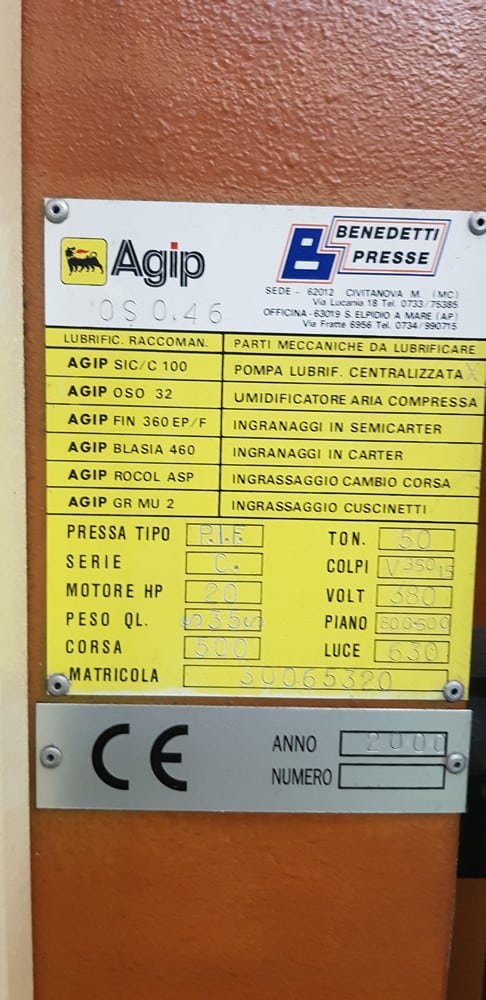 Agip
BENEDETTI
PRESSE
SEDE - 62012 CIVITANOVA M. (MC)
Via Lucania 18 Tel. 0733/75385
OFFICINA - 63019 S. ELPIDIO A MARE (AP)
Via Fratte 6956 Tel. 0734/990715
OSO.46
LUBRIFIC. RACCOMAN. PARTI MECCANICHE DA LUBRIFICARE
AGIP SIC/C 100 POMPA LUBRIF. CENTRALIZZATA X
AGIP OSO 32 UMIDIFICATORE ARIA COMPRESSA
AGIP FIN 360 EP/F INGRANAGGI IN SEMICARTER
AGIP BLASIA 460 INGRANAGGI IN CARTER
AGIP ROCOL ASP INGRASSAGGIO CAMBIO CORSA
AGIP GR MU 2 INGRASSAGGIO CUSCINETTI
PRESSA TIPO P.I.F. TON. 50
SERIE C. COLPI
MOTORE HP 20 VOLT 380
PESO QL. PIANO 800-500
CORSA 500 LUCE 630
MATRICOLA 30065320
CE ANNO 2000
NUMERO